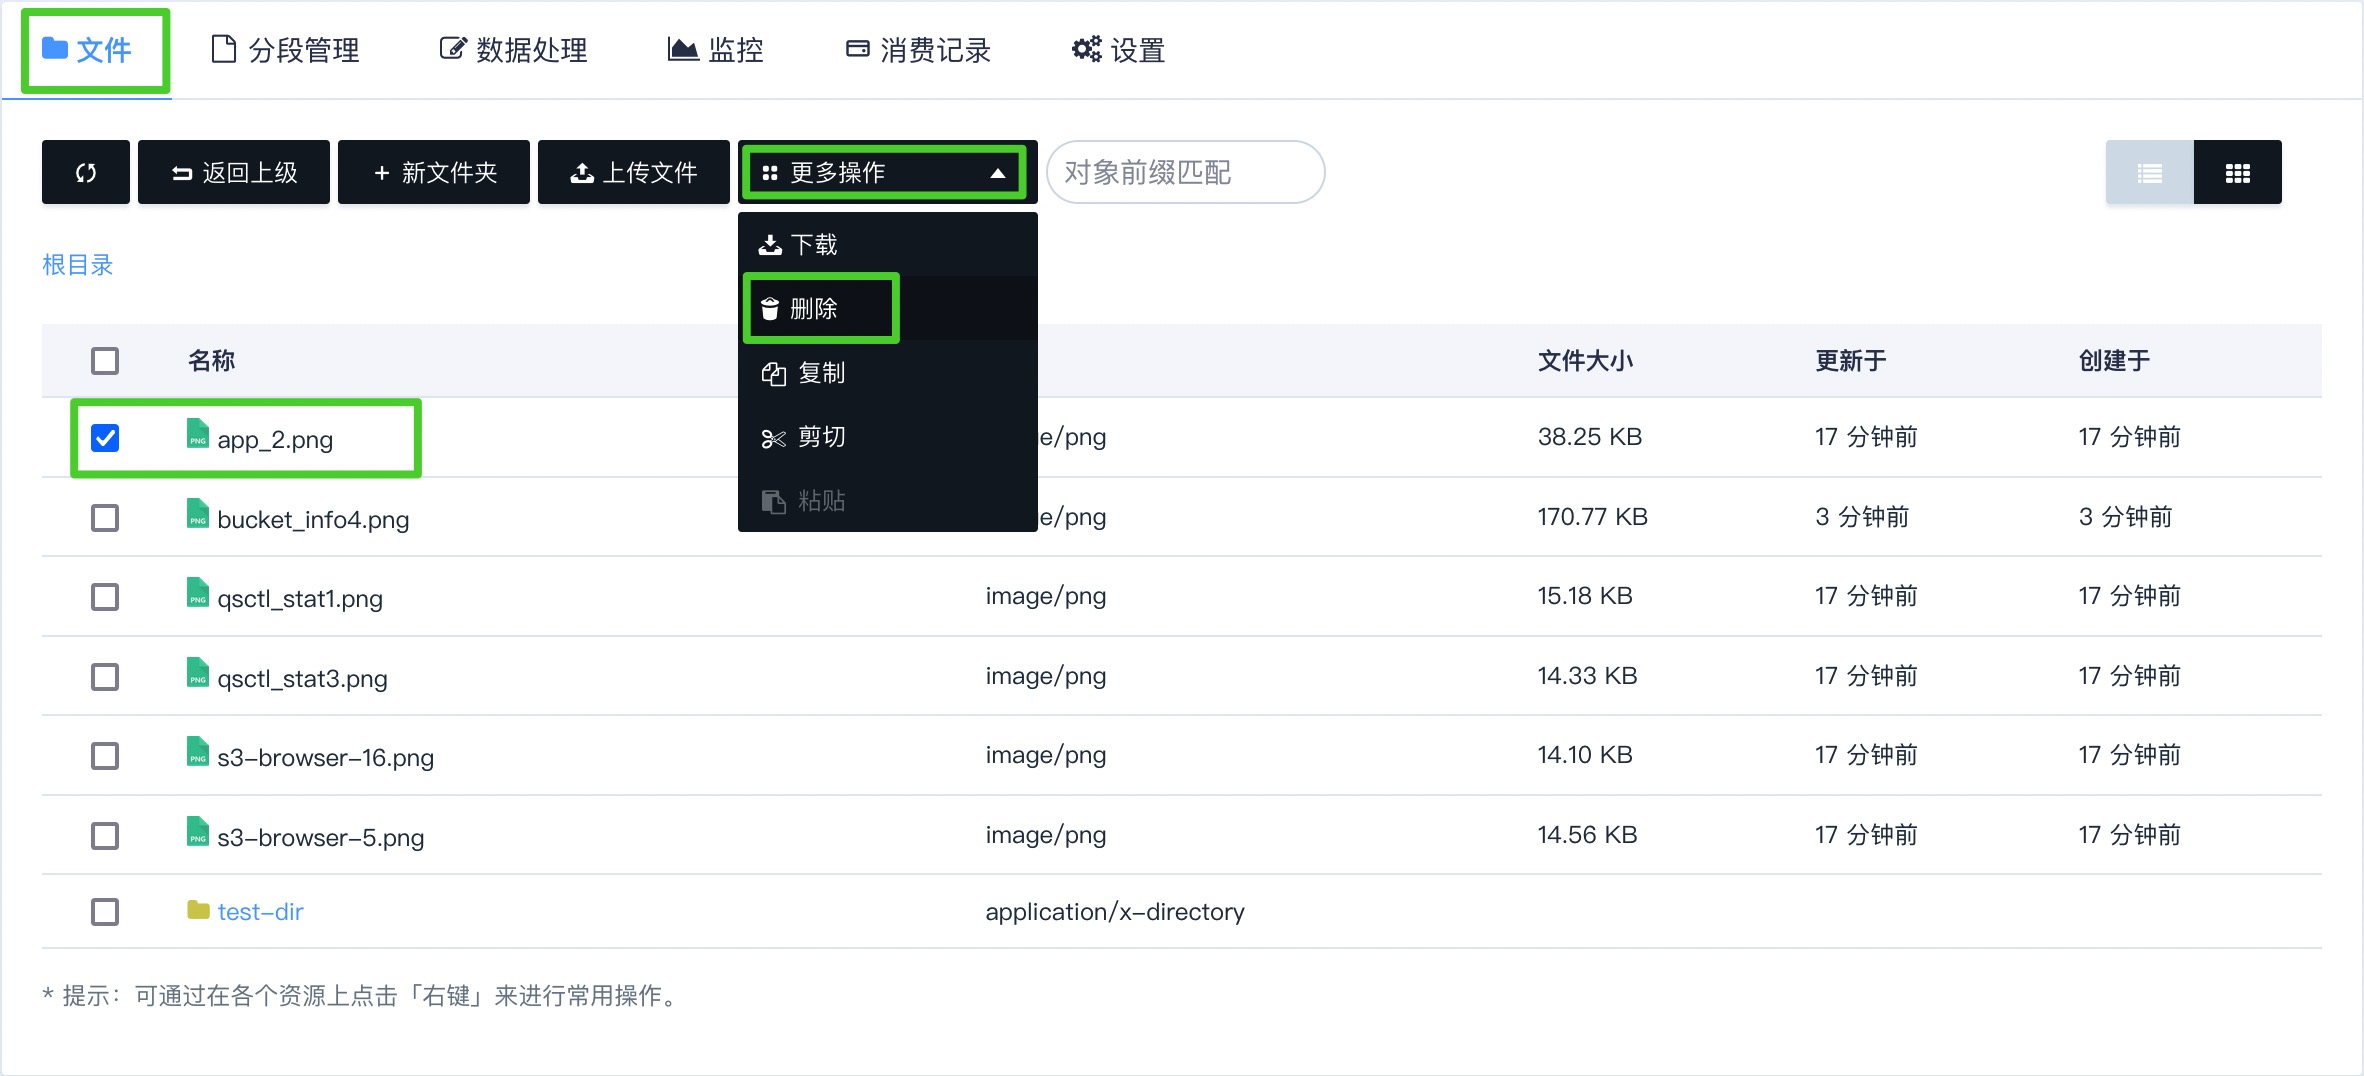 文件 分段管理 数据处理 监控 消费记录 设置
返回上级 + 新文件夹 上传文件 更多操作 对象前缀匹配
下载
根目录
删除
名称 文件大小 更新于 创建于
复制
PNG app_2.png 剪切 e/png 38.25 KB 17 分钟前 17 分钟前
粘贴
PNG bucket_info4.png e/png 170.77 KB 3 分钟前 3 分钟前
PNG qsctl_stat1.png image/png 15.18 KB 17 分钟前 17 分钟前
PNG qsctl_stat3.png image/png 14.33 KB 17 分钟前 17 分钟前
PNG s3-browser-16.png image/png 14.10 KB 17 分钟前 17 分钟前
PNG s3-browser-5.png image/png 14.56 KB 17 分钟前 17 分钟前
test-dir application/x-directory
* 提示：可通过在各个资源上点击「右键」来进行常用操作。